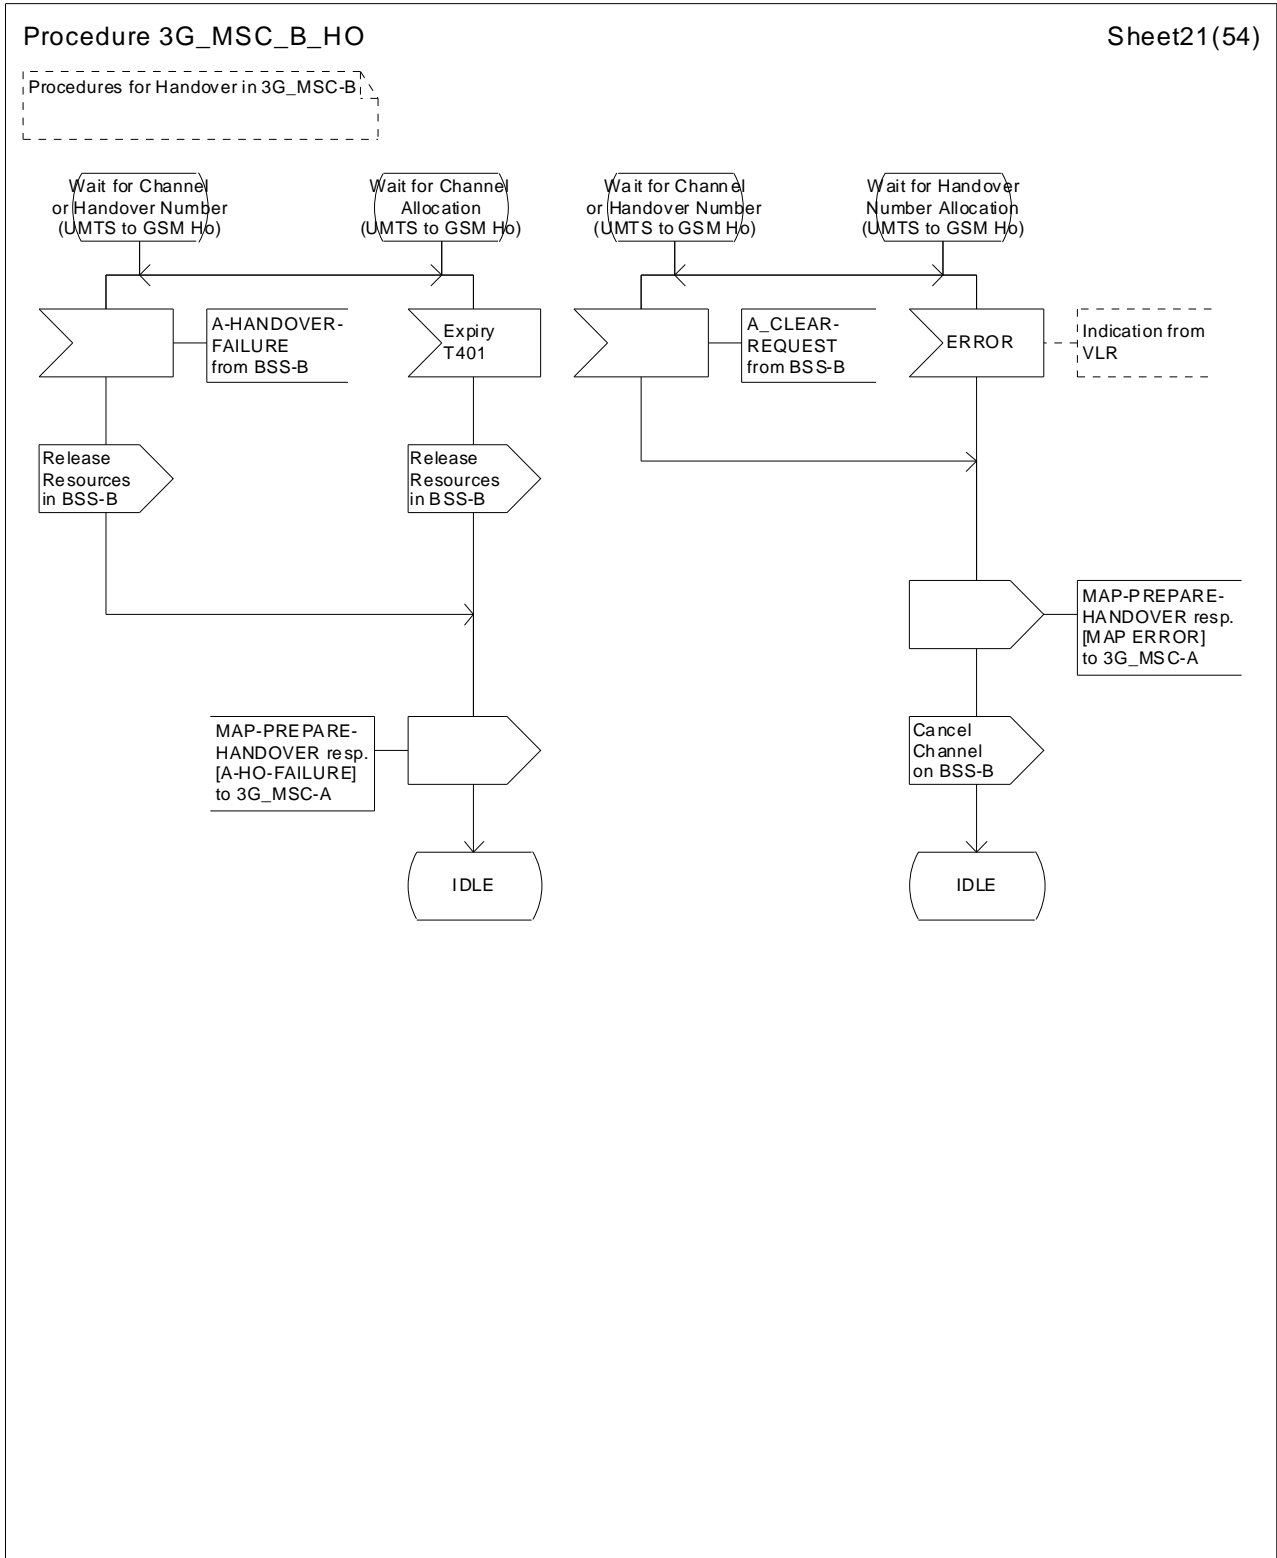 Procedure 3G_MSC_B_HO
Sheet21(54)
Procedures for Handover in 3G_MSC-B
Wait for Channel
or Handover Number
(UMTS to GSM Ho)
Wait for Channel
Allocation
(UMTS to GSM Ho)
Wait for Channel
or Handover Number
(UMTS to GSM Ho)
Wait for Handover
Number Allocation
(UMTS to GSM Ho)
A-HANDOVER-
FAILURE
from BSS-B
Expiry
T401
A_CLEAR-
REQUEST
from BSS-B
ERROR
Indication from
VLR
Release
Resources
in BSS-B
Release
Resources
in BSS-B
MAP-PREPARE-
HANDOVER resp.
[MAP ERROR]
to 3G_MSC-A
MAP-PREPARE-
HANDOVER resp.
[A-HO-FAILURE]
to 3G_MSC-A
Cancel
Channel
on BSS-B
IDLE
IDLE